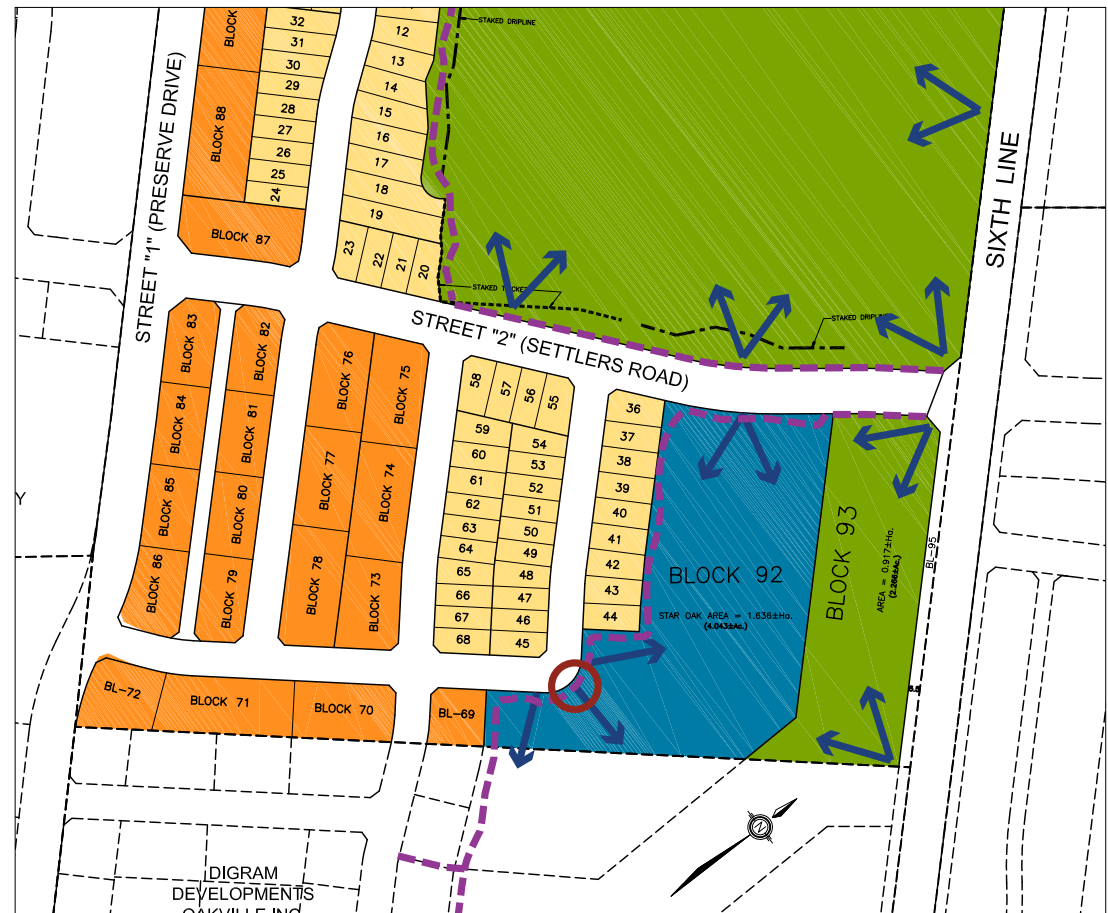 BLOCK
32
31
30
29
28
27
26
25
24
BLOCK 88
BLOCK 87
12
13
14
15
16
17
18
19
23
22
21
20
STAKED DRIPLINE
STREET "1" (PRESERVE DRIVE)
STREET "2" (SETTLERS ROAD)
SIXTH LINE
STAKED
BLOCK 83
BLOCK 84
BLOCK 85
BLOCK 86
BLOCK 82
BLOCK 81
BLOCK 80
BLOCK 79
BLOCK 76
BLOCK 77
BLOCK 78
BLOCK 75
BLOCK 74
BLOCK 73
58
57
56
55
59
60
61
62
63
64
65
66
67
68
54
53
52
51
50
49
48
47
46
45
36
37
38
39
40
41
42
43
44
BLOCK 92
STAR OAK AREA = 1.636±Ha.
(4.043±Ac.)
BLOCK 93
AREA = 0.917±Ha.
(2.266±Ac.)
BL-95
Y
BL-72
BLOCK 71
BLOCK 70
BL-69
N
DIGRAM
DEVELOPMENTS
OAKVILLE INC